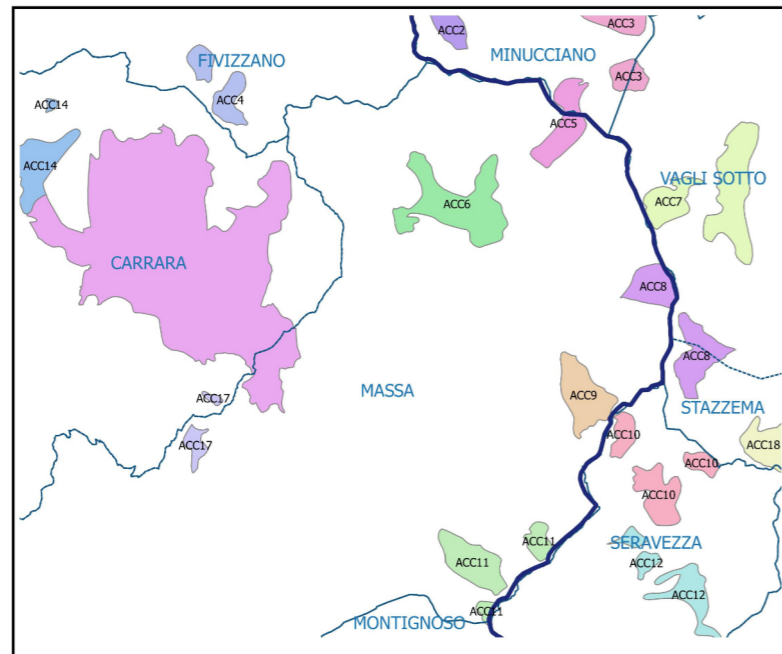 ACC3
ACC2
MINUCCIANO
FIVIZZANO
ACC3
ACC4
ACC14
ACC5
ACC14
VAGLI SOTTO
ACC7
ACC6
CARRARA
ACC8
ACC8
MASSA
ACC9
ACC17
STAZZEMA
ACC10
ACC17
ACC18
ACC10
ACC10
ACC11
SERAVEZZA
ACC11
ACC12
ACC12
ACC11
MONTIGNOSO